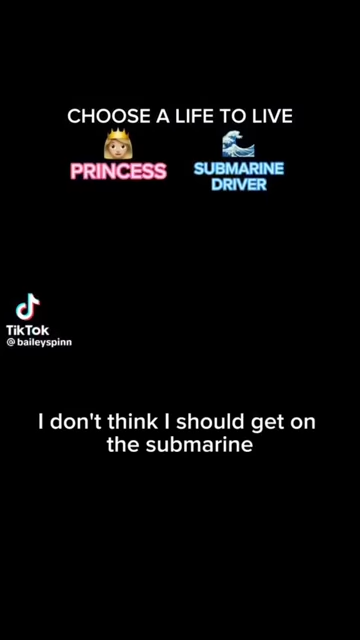 CHOOSE A LIFE TO LIVE
PRINCESS
SUBMARINE
DRIVER
TikTok
@baileyspinn
I don't think I should get on
the submarine